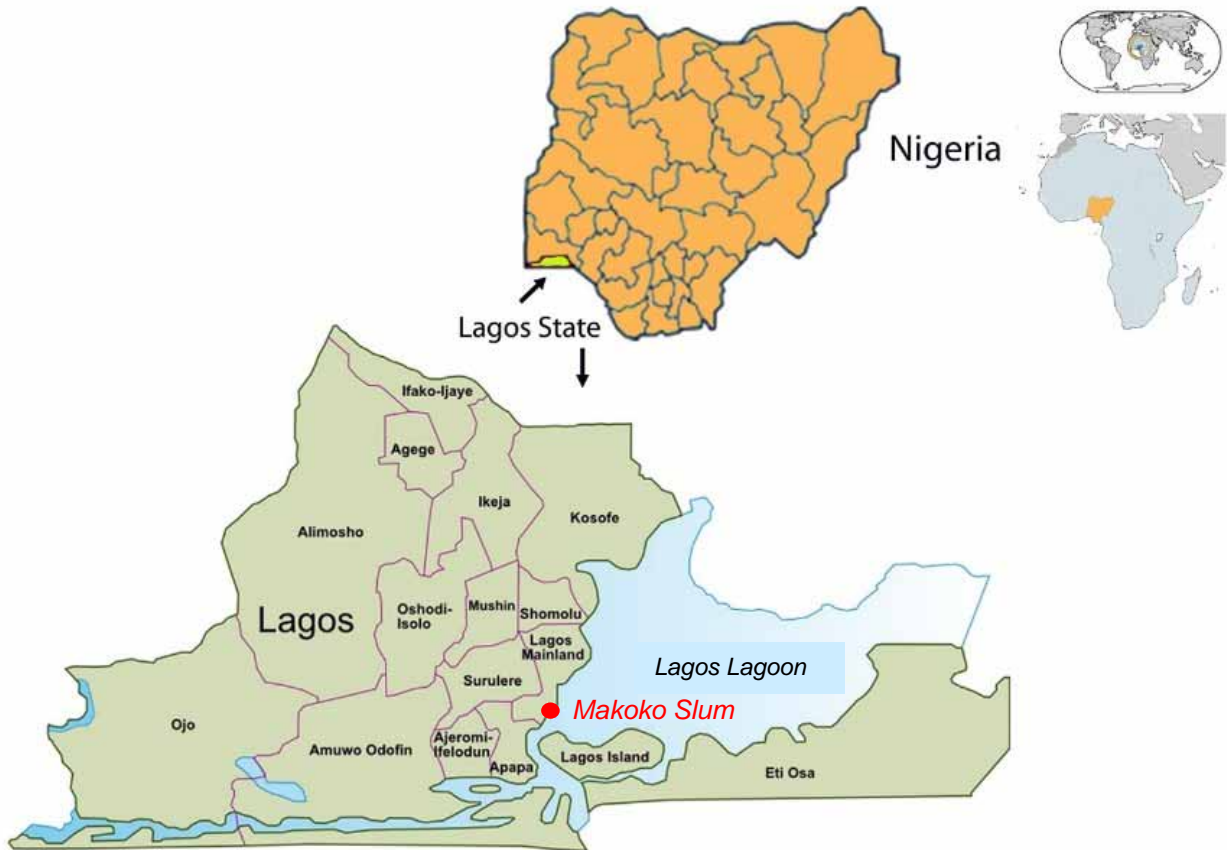 Nigeria
Lagos State
Ifako-Ijaye
Agege
Ikeja
Kosofe
Alimosho
Oshodi-
Isolo
Mushin
Shomolu
Lagos
Lagos
Mainland
Surulere
Lagos Lagoon
Makoko Slum
Ojo
Amuwo Odofin
Ajeromi-
Ifelodun
Apapa
Lagos Island
Eti Osa